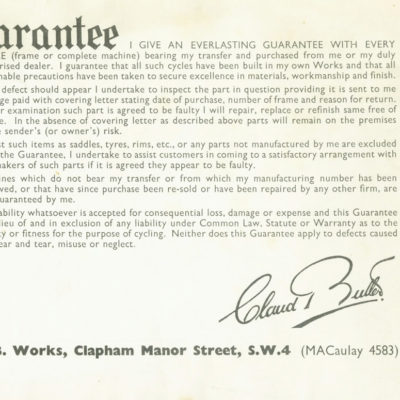 arantee I GIVE AN EVERLASTING GUARANTEE WITH EVERY
E (frame or complete machine) bearing my transfer and purchased from me or my duly
rised dealer. I guarantee that all such cycles have been built in my own Works and that all
nable precautions have been taken to secure excellence in materials, workmanship and finish.
defect should appear I undertake to inspect the part in question providing it is sent to me
ge paid with covering letter stating date of purchase, number of frame and reason for return.
r examination such part is agreed to be faulty I will repair, replace or refinish same free of
e. In the absence of covering letter as described above parts will remain on the premises
e sender's (or owner's) risk.
st such items as saddles, tyres, rims, etc., or any parts not manufactured by me are excluded
the Guarantee, I undertake to assist customers in coming to a satisfactory arrangement with
makers of such parts if it is agreed they appear to be faulty.
ines which do not bear my transfer or from which my manufacturing number has been
ved, or that have since purchase been re-sold or have been repaired by any other firm, are
uaranteed by me.
ability whatsoever is accepted for consequential loss, damage or expense and this Guarantee
lieu of and in exclusion of any liability under Common Law, Statute or Warranty as to the
ty or fitness for the purpose of cycling. Neither does this Guarantee apply to defects caused
ear and tear, misuse or neglect.
Claud Butler
B. Works, Clapham Manor Street, S.W.4 (MACaulay 4583)